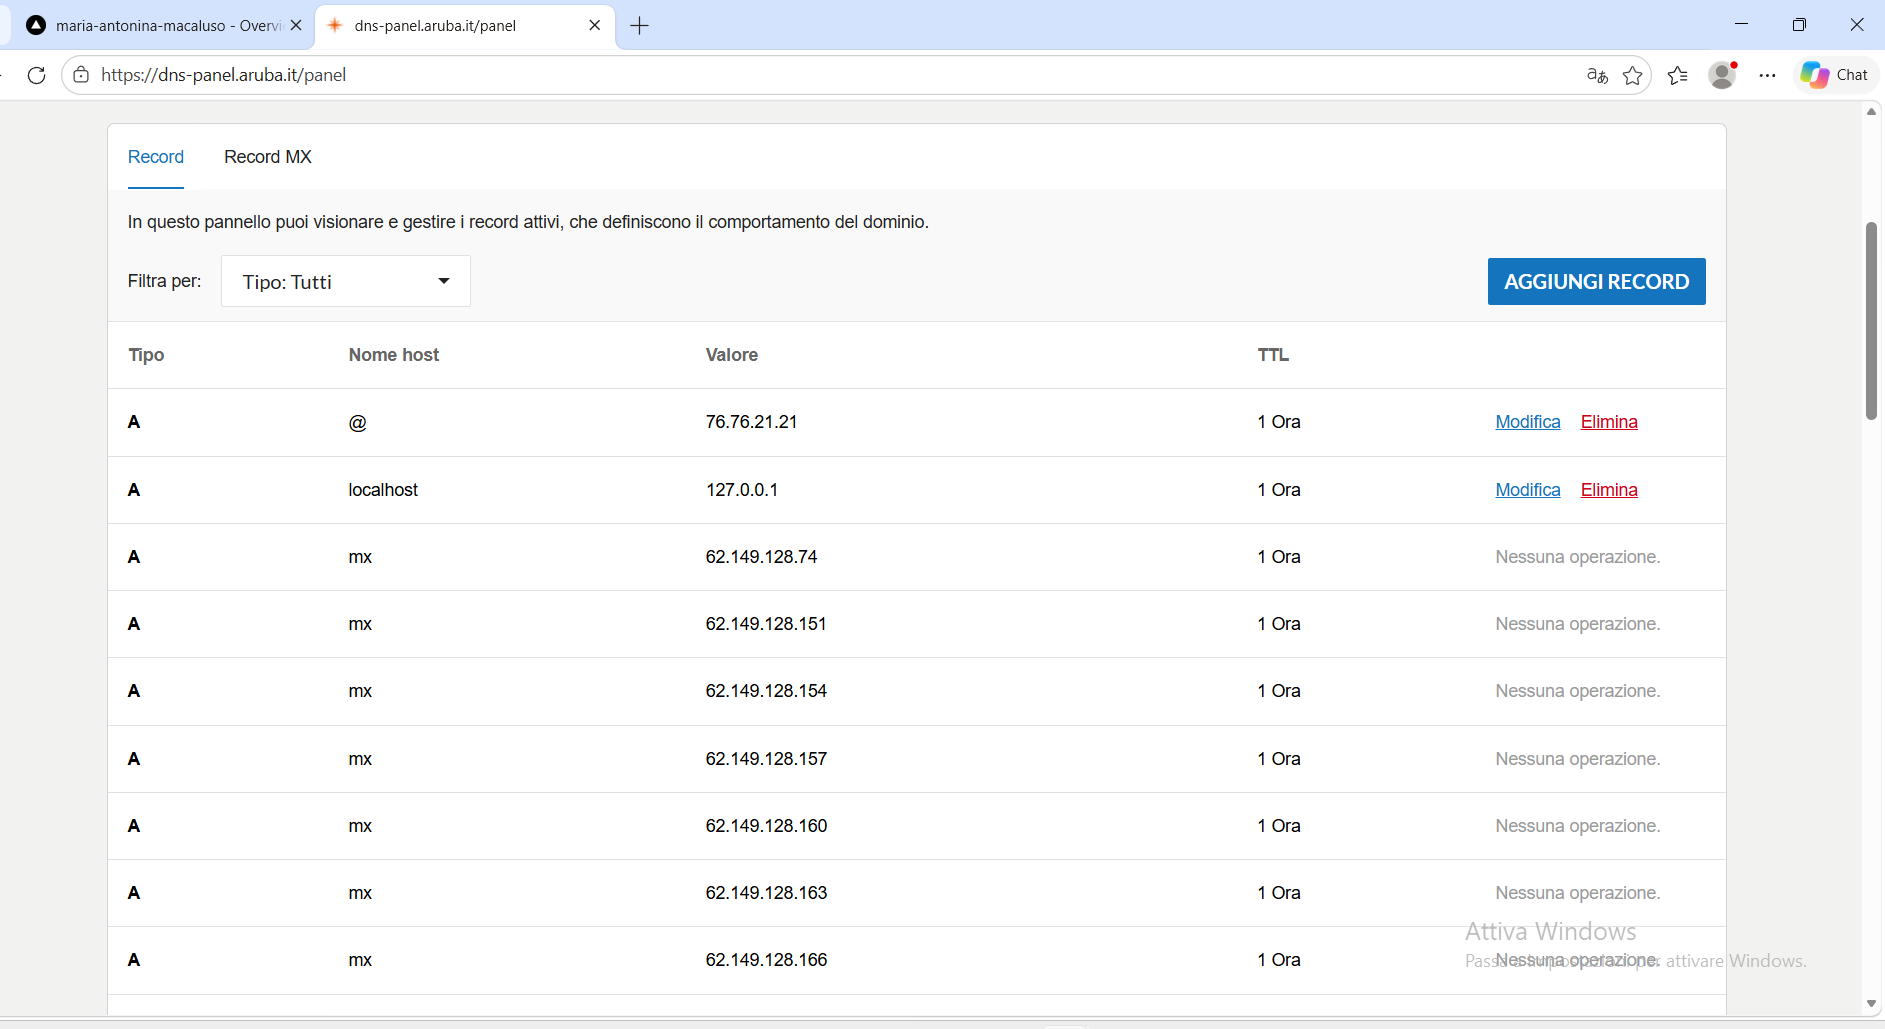 maria-antonina-macaluso - Overvi
dns-panel.aruba.it/panel
https://dns-panel.aruba.it/panel
Chat
Record Record MX
In questo pannello puoi visionare e gestire i record attivi, che definiscono il comportamento del dominio.
Filtra per: Tipo: Tutti AGGIUNGI RECORD
Tipo Nome host Valore TTL
A @ 76.76.21.21 1 Ora Modifica Elimina
A localhost 127.0.0.1 1 Ora Modifica Elimina
A mx 62.149.128.74 1 Ora Nessuna operazione.
A mx 62.149.128.151 1 Ora Nessuna operazione.
A mx 62.149.128.154 1 Ora Nessuna operazione.
A mx 62.149.128.157 1 Ora Nessuna operazione.
A mx 62.149.128.160 1 Ora Nessuna operazione.
A mx 62.149.128.163 1 Ora Nessuna operazione.
Attiva Windows
A mx 62.149.128.166 1 Ora Nessuna operazione.
Passa a Impostazioni per attivare Windows.